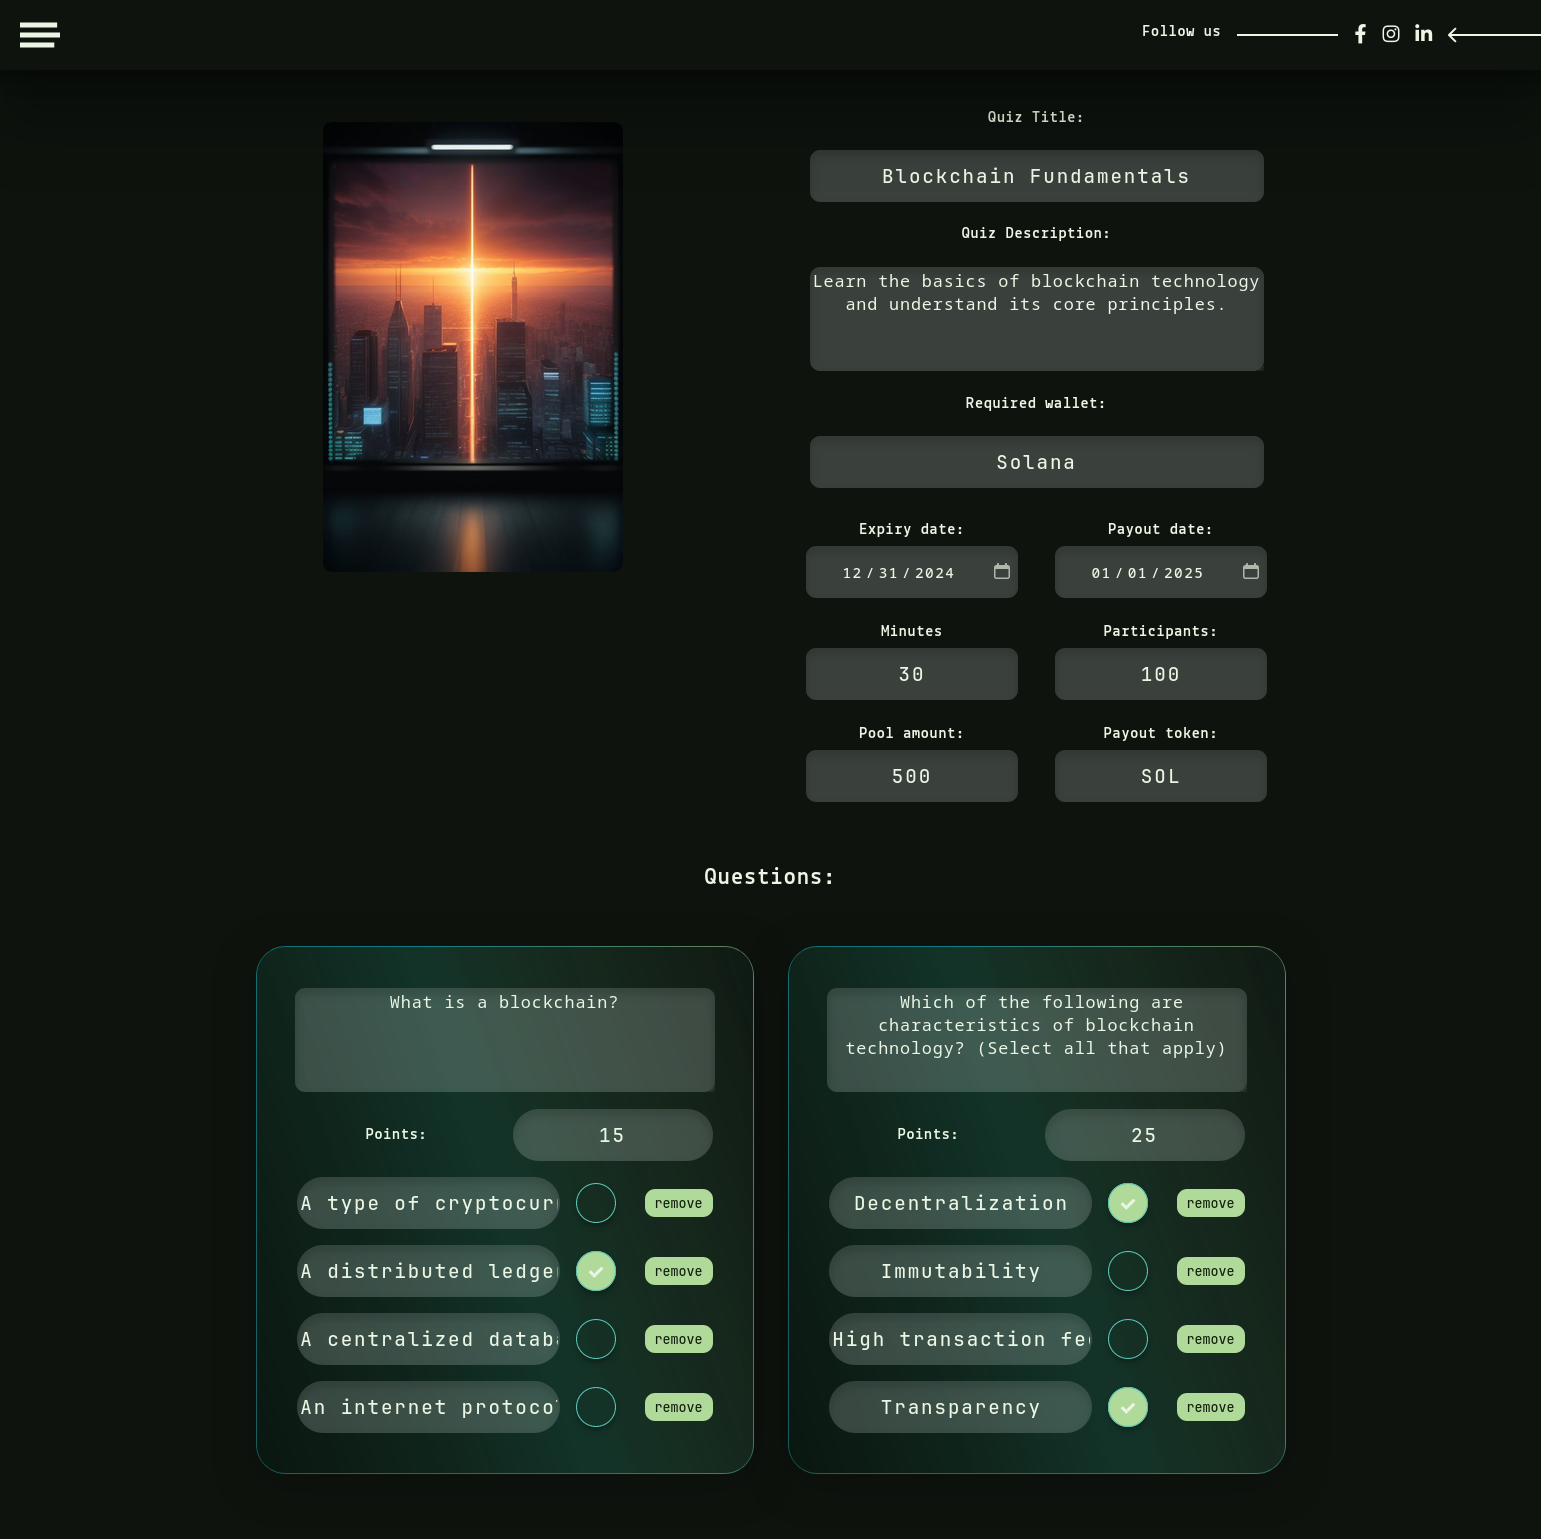 Follow us
Quiz Title:
Blockchain Fundamentals
Quiz Description:
Learn the basics of blockchain technology
and understand its core principles.
Required wallet:
Solana
Expiry date:
Payout date:
12/31/2024
01/01/2025
Minutes
Participants:
30
100
Pool amount:
Payout token:
500
SOL
Questions:
What is a blockchain?
Points:
15
A type of cryptocur
remove
A distributed ledge
remove
A centralized datab
remove
An internet protoco
remove
Which of the following are
characteristics of blockchain
technology? (Select all that apply)
Points:
25
Decentralization
remove
Immutability
remove
High transaction fe
remove
Transparency
remove